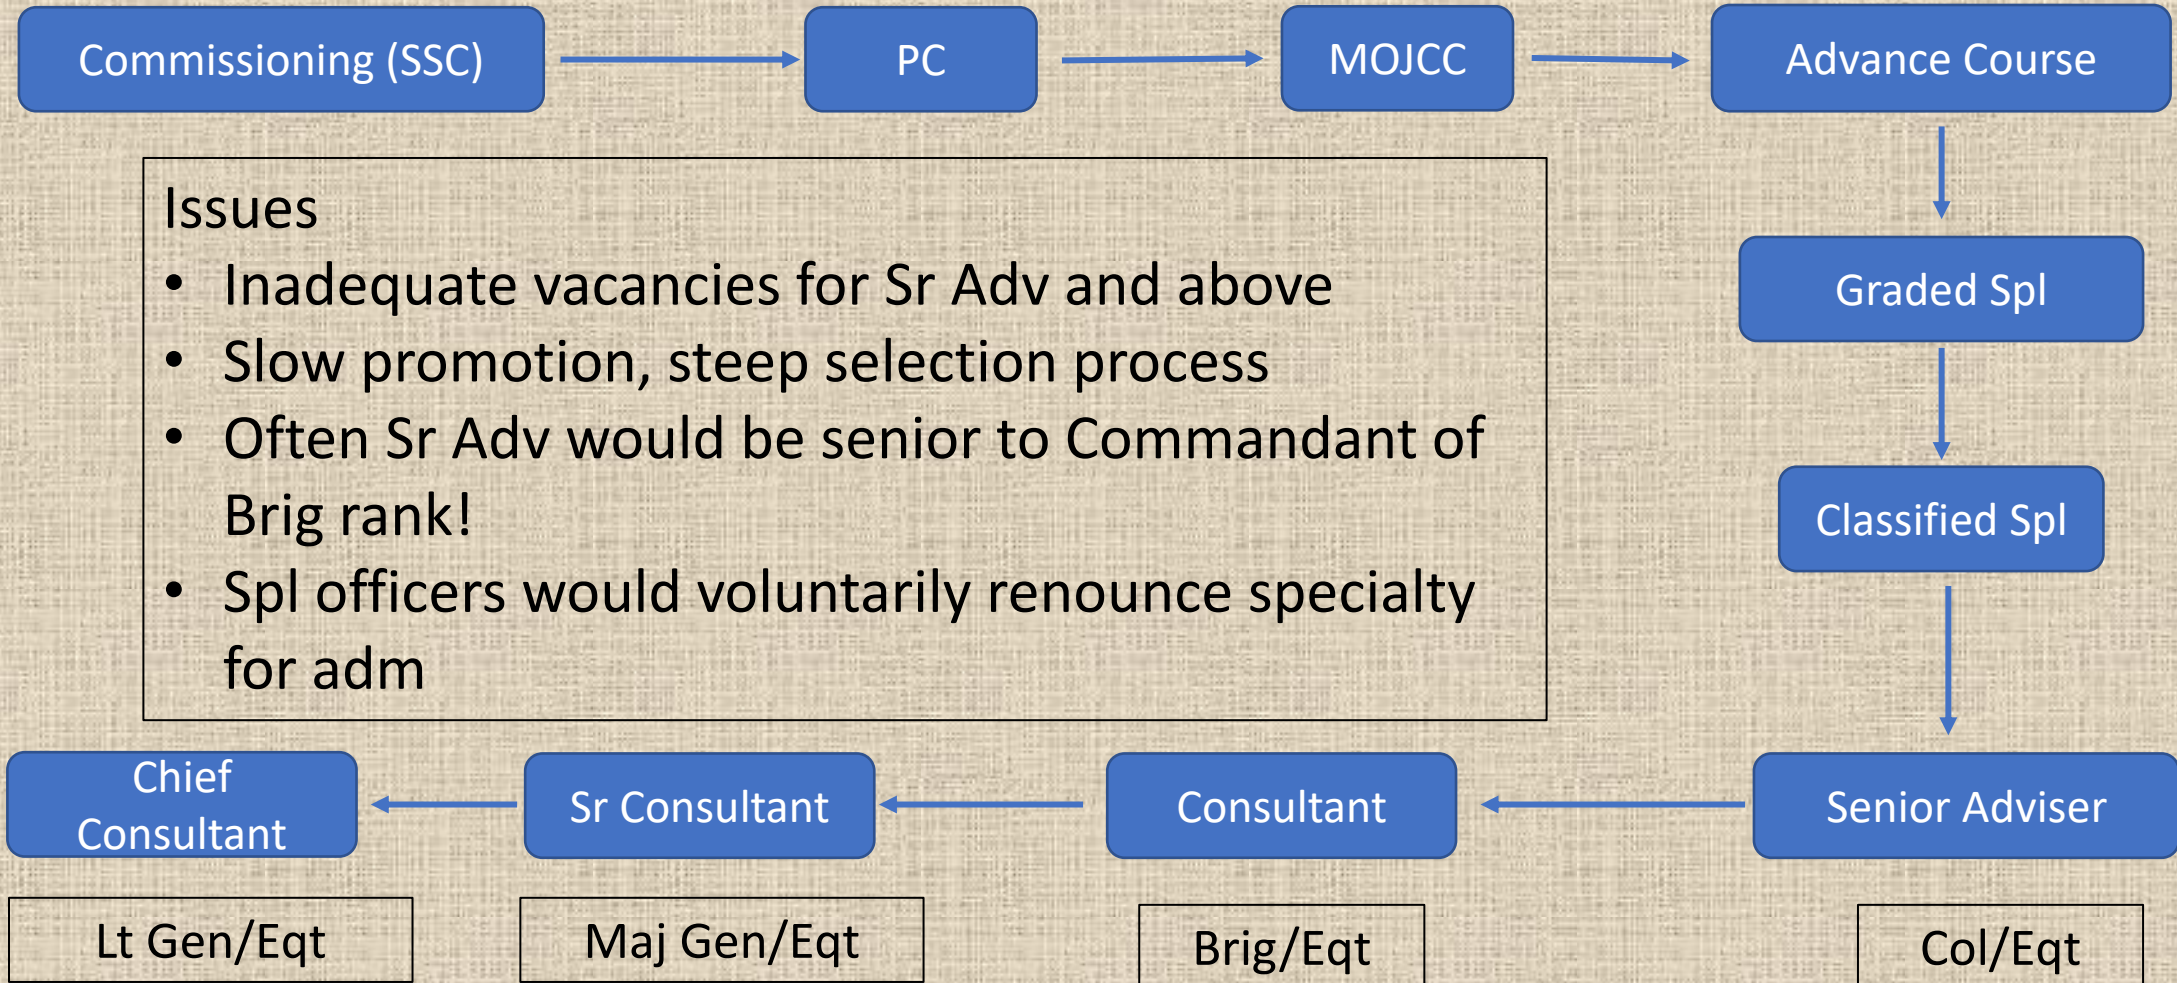 Commissioning (SSC)
PC
MOJCC
Advance Course
Issues
• Inadequate vacancies for Sr Adv and above
• Slow promotion, steep selection process
• Often Sr Adv would be senior to Commandant of
Brig rank!
• Spl officers would voluntarily renounce specialty
for adm
Graded Spl
Classified Spl
Senior Adviser
Consultant
Sr Consultant
Chief
Consultant
Lt Gen/Eqt
Maj Gen/Eqt
Brig/Eqt
Col/Eqt